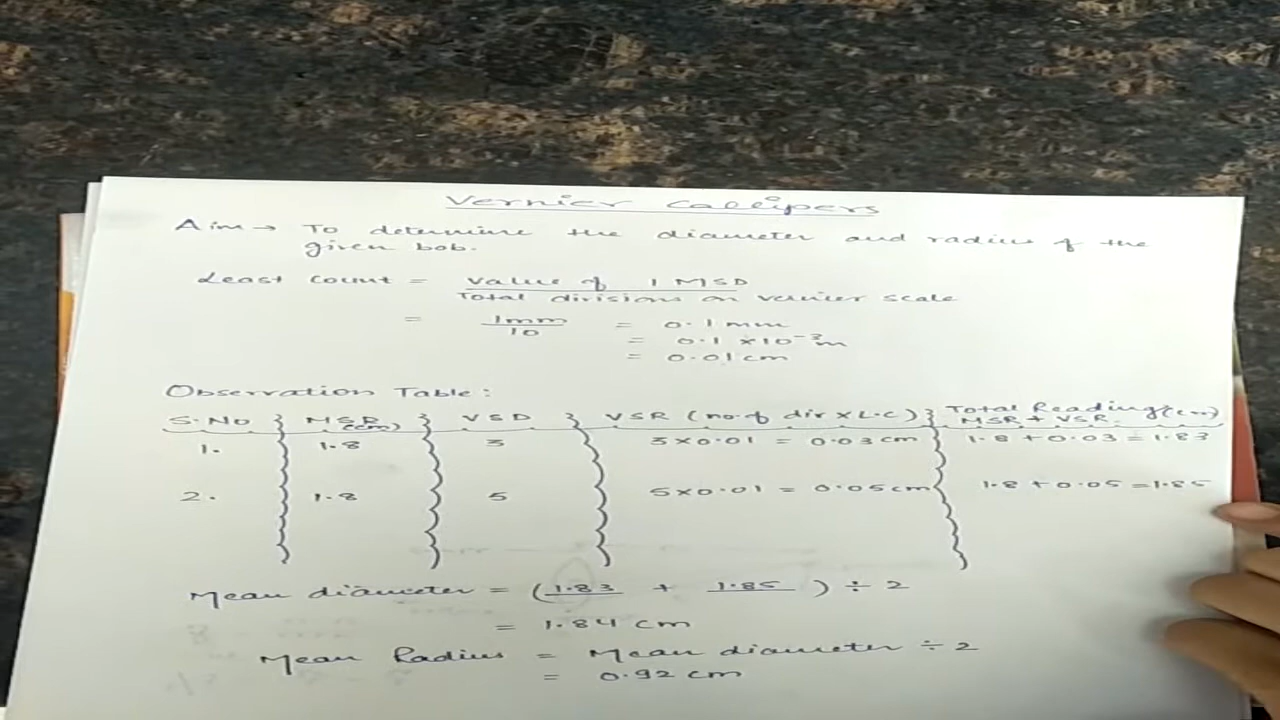 Vernier Callipers
Aim → To determine the diameter and radius of the
given bob.
Least count = Value of 1 MSD
Total divisions on vernier scale
= 1mm
10
= 0.1 mm
= 0.1 × 10⁻³m
= 0.01 cm
Observation Table:
S.No MSR (cm) VSD VSR (no of div × L.C) Total Reading (cm)
MSR + VSR
1. 1.8 3 3×0.01 = 0.03 cm 1.8 + 0.03 = 1.83
2. 1.8 5 5×0.01 = 0.05 cm 1.8 + 0.05 = 1.85
Mean diameter = (1.83 + 1.85) ÷ 2
= 1.84 cm
Mean Radius = Mean diameter ÷ 2
= 0.92 cm